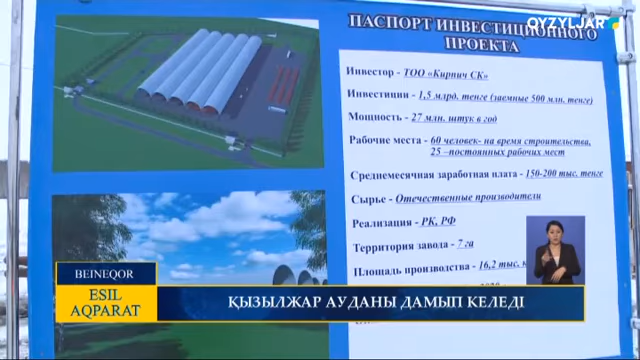 QYZYLJAR
ПАСПОРТ ИНВЕСТИЦИОННОГО
ПРОЕКТА
Инвестор - ТОО «Кирпич СК»
Инвестиции - 1,5 млрд. тенге (заемные 500 млн. тенге)
Мощность - 27 млн. штук в год
Рабочие места - 60 человек- на время строительства,
25 –постоянных рабочих мест
Среднемесячная заработная плата - 150-200 тыс. тенге
Сырье - Отечественные производители
Реализация - РК, РФ
Территория завода - 7 га
Площадь производства - 16,2 тыс.
BEINEQOR
ESIL
AQPARAT
ҚЫЗЫЛЖАР АУДАНЫ ДАМЫП КЕЛЕДІ